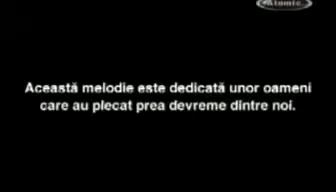 Atomic
Această melodie este dedicată unor oameni
care au plecat prea devreme dintre noi.